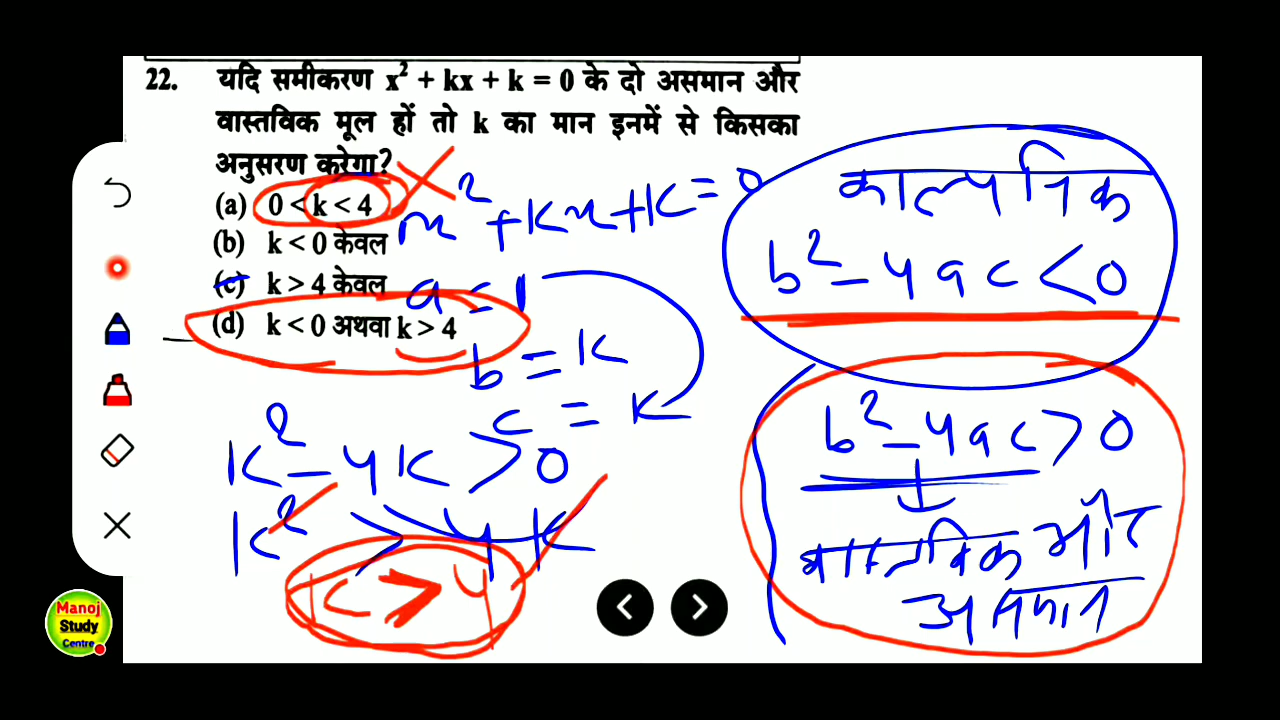 22. यदि समीकरण x² + kx + k = 0 के दो असमान और
वास्तविक मूल हों तो k का मान इनमें से किसका
अनुसरण करेगा?
(a) 0 < k < 4
(b) k < 0 केवल
(c) k > 4 केवल
(d) k < 0 अथवा k > 4
x² + kx + k = 0
a = 1
b = k
c = k
k² - 4k > 0
k² > 4k
k > 4
काल्पनिक
b² - 4ac < 0
b² - 4ac > 0
वास्तविक और
असमान
Manoj
Study
Centre